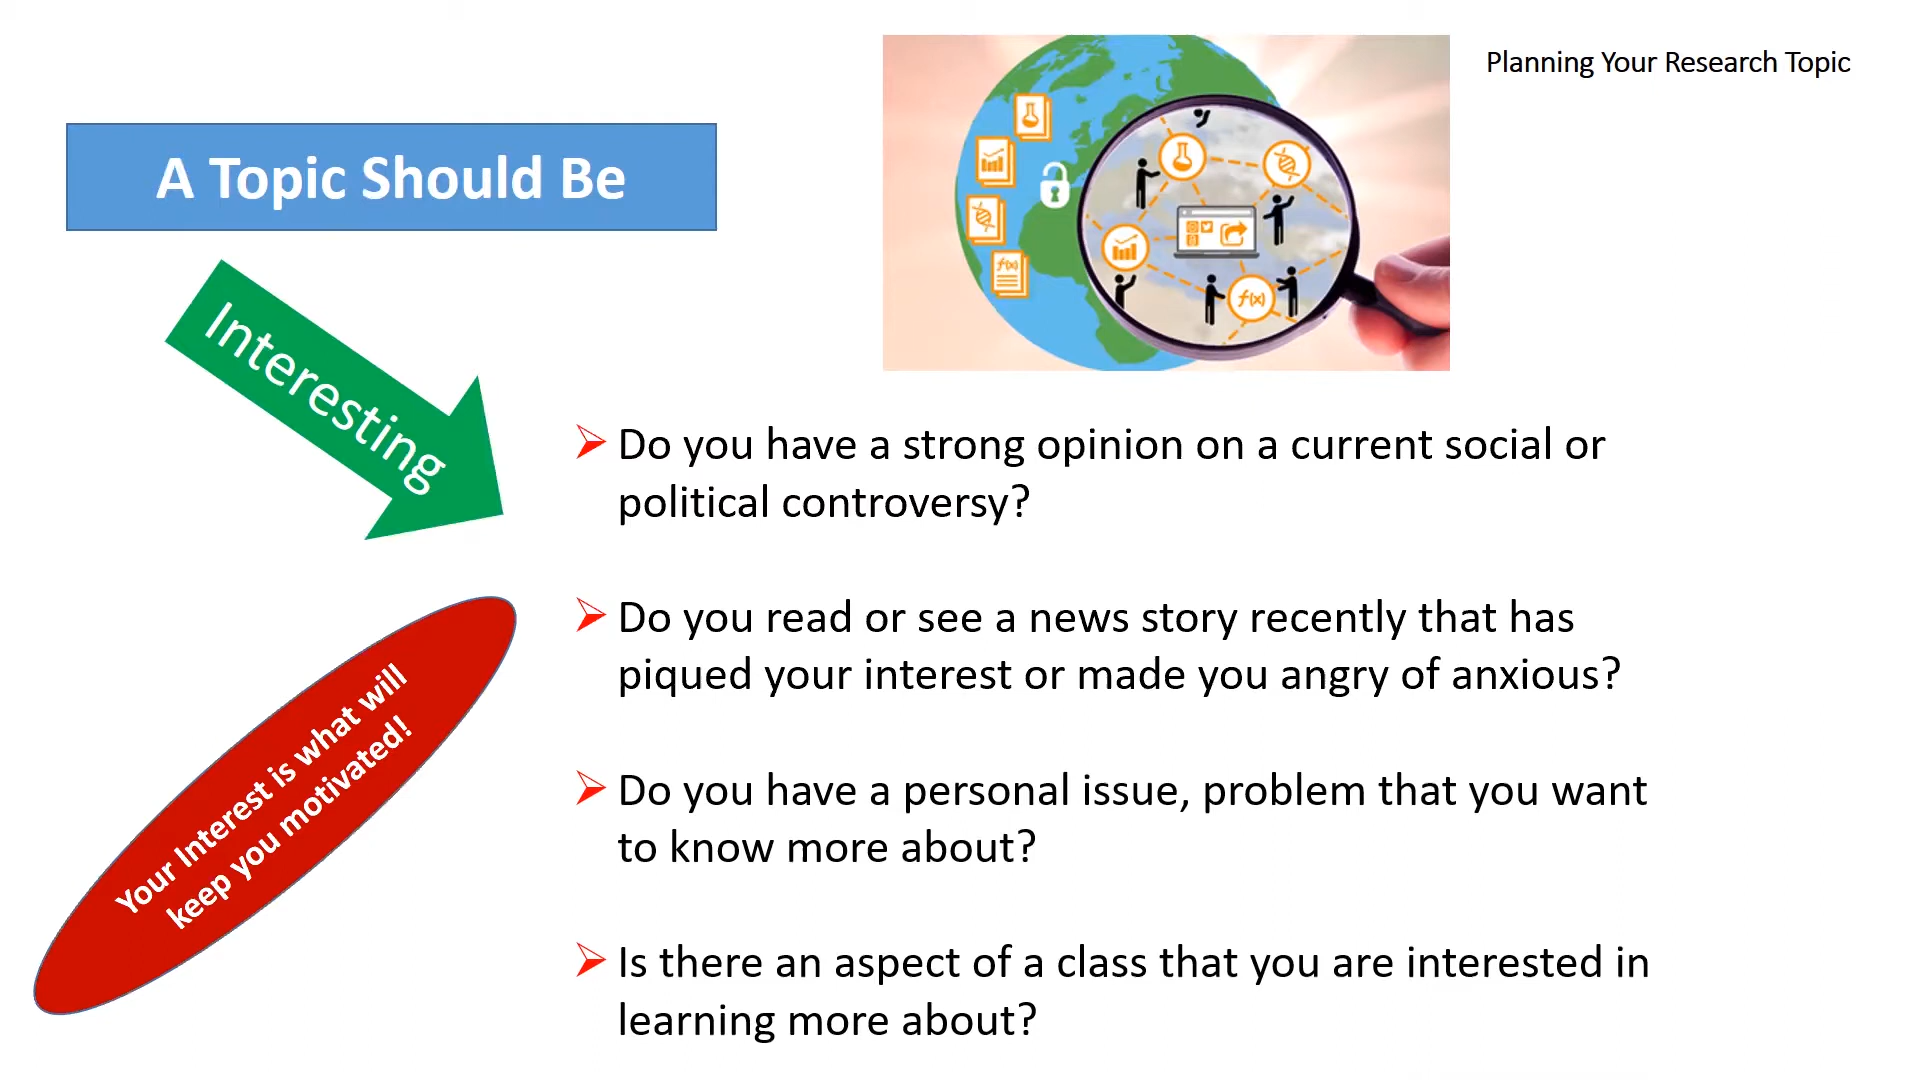 Planning Your Research Topic
A Topic Should Be
Interesting
Do you have a strong opinion on a current social or
political controversy?
Do you read or see a news story recently that has
piqued your interest or made you angry of anxious?
Do you have a personal issue, problem that you want
to know more about?
Is there an aspect of a class that you are interested in
learning more about?
Your Interest is what will
keep you motivated!
f(x)
f(x)